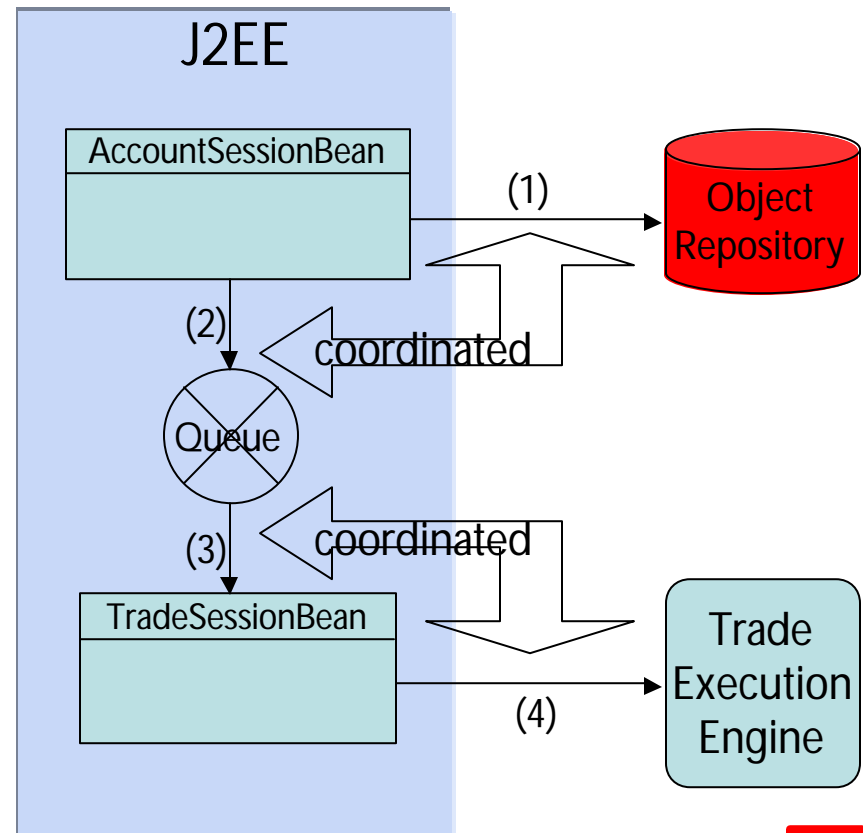 J2EE
AccountSessionBean
(1)
Object
Repository
(2)
coordinated
Queue
(3)
coordinated
TradeSessionBean
(4)
Trade
Execution
Engine